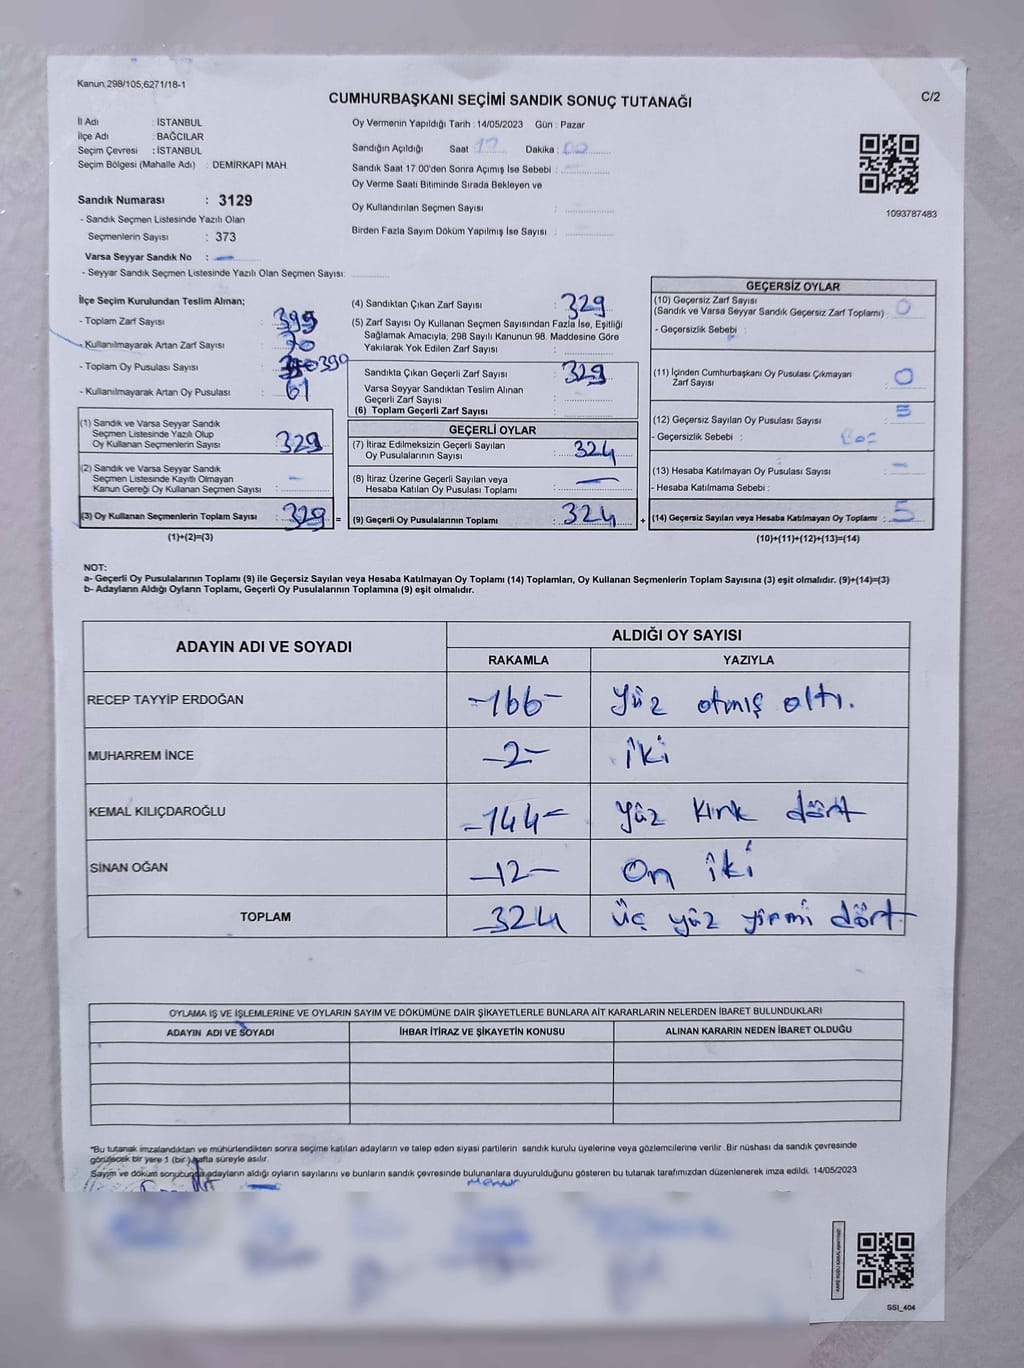 Kanun;298/105,6271/18-1
CUMHURBAŞKANI SEÇİMİ SANDIK SONUÇ TUTANAĞI
C/2
İl Adı : İSTANBUL
İlçe Adı : BAĞCILAR
Seçim Çevresi : İSTANBUL
Seçim Bölgesi (Mahalle Adı) : DEMİRKAPI MAH.
Oy Vermenin Yapıldığı Tarih : 14/05/2023 Gün : Pazar
Sandığın Açıldığı Saat 17 Dakika : 00
Sandık Saat 17:00'den Sonra Açımış İse Sebebi :
Oy Verme Saati Bitiminde Sırada Bekleyen ve
Oy Kullandırılan Seçmen Sayısı :
Birden Fazla Sayım Döküm Yapılmış İse Sayısı :
1093787483
Sandık Numarası : 3129
- Sandık Seçmen Listesinde Yazılı Olan
Seçmenlerin Sayısı : 373
Varsa Seyyar Sandık No : -
- Seyyar Sandık Seçmen Listesinde Yazılı Olan Seçmen Sayısı:
İlçe Seçim Kurulundan Teslim Alınan;
- Toplam Zarf Sayısı : 399
- Kullanılmayarak Artan Zarf Sayısı : 70
- Toplam Oy Pusulası Sayısı : 390
- Kullanılmayarak Artan Oy Pusulası : 61
(1) Sandık ve Varsa Seyyar Sandık
Seçmen Listesinde Yazılı Olup
Oy Kullanan Seçmenlerin Sayısı : 329
(2) Sandık ve Varsa Seyyar Sandık
Seçmen Listesinde Kayıtlı Olmayan
Kanun Gereği Oy Kullanan Seçmen Sayısı : -
(3) Oy Kullanan Seçmenlerin Toplam Sayısı : 329 =
(1)+(2)=(3)
(4) Sandıktan Çıkan Zarf Sayısı : 329
(5) Zarf Sayısı Oy Kullanan Seçmen Sayısından Fazla İse, Eşitliği
Sağlamak Amacıyla, 298 Sayılı Kanunun 98. Maddesine Göre
Yakılarak Yok Edilen Zarf Sayısı :
Sandıkta Çıkan Geçerli Zarf Sayısı : 329
Varsa Seyyar Sandıktan Teslim Alınan
Geçerli Zarf Sayısı :
(6) Toplam Geçerli Zarf Sayısı :
GEÇERLİ OYLAR
(7) İtiraz Edilmeksizin Geçerli Sayılan
Oy Pusulalarının Sayısı : 324
(8) İtiraz Üzerine Geçerli Sayılan veya
Hesaba Katılan Oy Pusulası Toplamı : -
(9) Geçerli Oy Pusulalarının Toplamı : 324 +
GEÇERSİZ OYLAR
(10) Geçersiz Zarf Sayısı
(Sandık ve Varsa Seyyar Sandık Geçersiz Zarf Toplamı) : 0
- Geçersizlik Sebebi :
(11) İçinden Cumhurbaşkanı Oy Pusulası Çıkmayan
Zarf Sayısı : 0
(12) Geçersiz Sayılan Oy Pusulası Sayısı : 5
- Geçersizlik Sebebi :
(13) Hesaba Katılmayan Oy Pusulası Sayısı : -
- Hesaba Katılmama Sebebi :
(14) Geçersiz Sayılan veya Hesaba Katılmayan Oy Toplamı : 5
(10)+(11)+(12)+(13)=(14)
NOT:
a- Geçerli Oy Pusulalarının Toplamı (9) ile Geçersiz Sayılan veya Hesaba Katılmayan Oy Toplamı (14) Toplamları, Oy Kullanan Seçmenlerin Toplam Sayısına (3) eşit olmalıdır. (9)+(14)=(3)
b- Adayların Aldığı Oyların Toplamı, Geçerli Oy Pusulalarının Toplamına (9) eşit olmalıdır.
ADAYIN ADI VE SOYADI ALDIĞI OY SAYISI
RAKAMLA YAZIYLA
RECEP TAYYİP ERDOĞAN -166- Yüz otmış altı.
MUHARREM İNCE -2- iki
KEMAL KILIÇDAROĞLU -144- yüz kırk dört
SİNAN OĞAN -12- On iki
TOPLAM 324 üç yüz yirmi dört
OYLAMA İŞ VE İŞLEMLERİNE VE OYLARIN SAYIM VE DÖKÜMÜNE DAİR ŞİKAYETLERLE BUNLARA AİT KARARLARIN NELERDEN İBARET BULUNDUKLARI
ADAYIN ADI VE SOYADI İHBAR İTİRAZ VE ŞİKAYETİN KONUSU ALINAN KARARIN NEDEN İBARET OLDUĞU
"Bu tutanak imzalandıktan ve mühürlendikten sonra seçime katılan adayların ve talep eden siyasi partilerin sandık kurulu üyelerine veya gözlemcilerine verilir. Bir nüshası da sandık çevresinde
görülecek bir yere 1 (bir) hafta süreyle asılır.
Sayım ve döküm sonucunda adayların aldığı oyların sayılarını ve bunların sandık çevresinde bulunanlara duyurulduğunu gösteren bu tutanak tarafımızdan düzenlenerek imza edildi. 14/05/2023
SSI_404